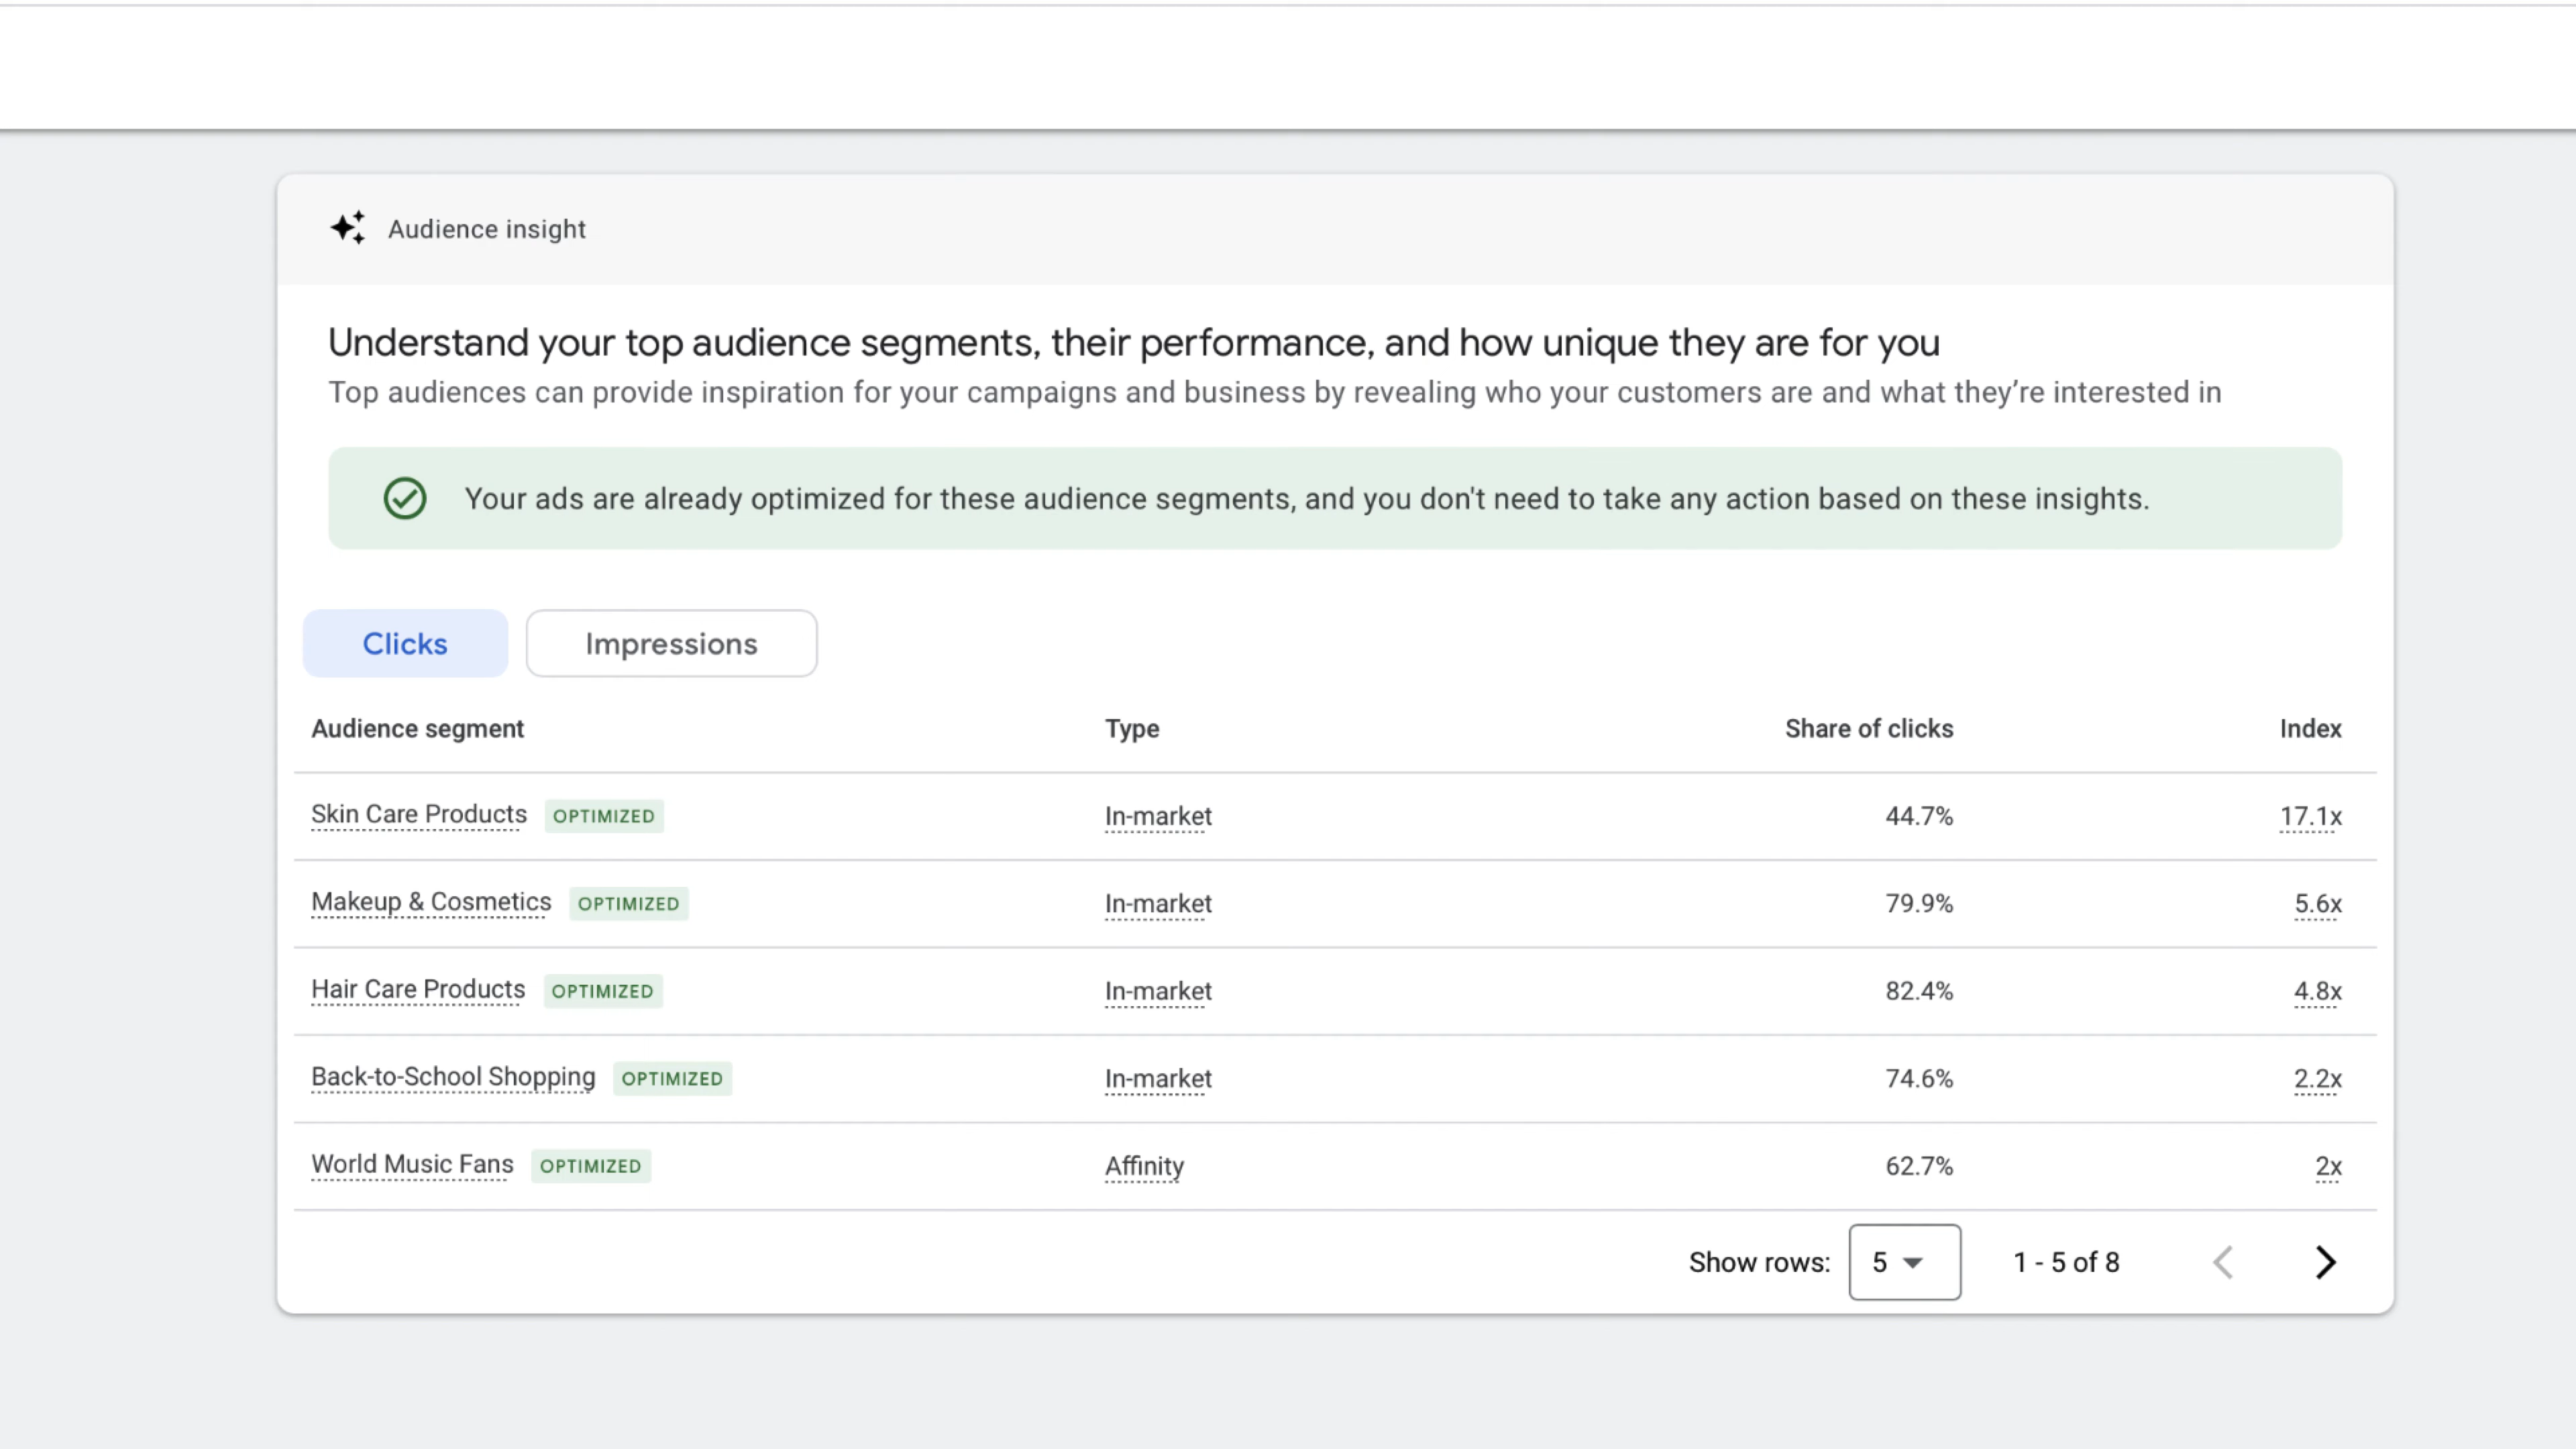 Audience insight
Understand your top audience segments, their performance, and how unique they are for you
Top audiences can provide inspiration for your campaigns and business by revealing who your customers are and what they’re interested in
Your ads are already optimized for these audience segments, and you don't need to take any action based on these insights.
Clicks Impressions
Audience segment Type Share of clicks Index
Skin Care Products OPTIMIZED In-market 44.7% 17.1x
Makeup & Cosmetics OPTIMIZED In-market 79.9% 5.6x
Hair Care Products OPTIMIZED In-market 82.4% 4.8x
Back-to-School Shopping OPTIMIZED In-market 74.6% 2.2x
World Music Fans OPTIMIZED Affinity 62.7% 2x
Show rows: 5 1 - 5 of 8